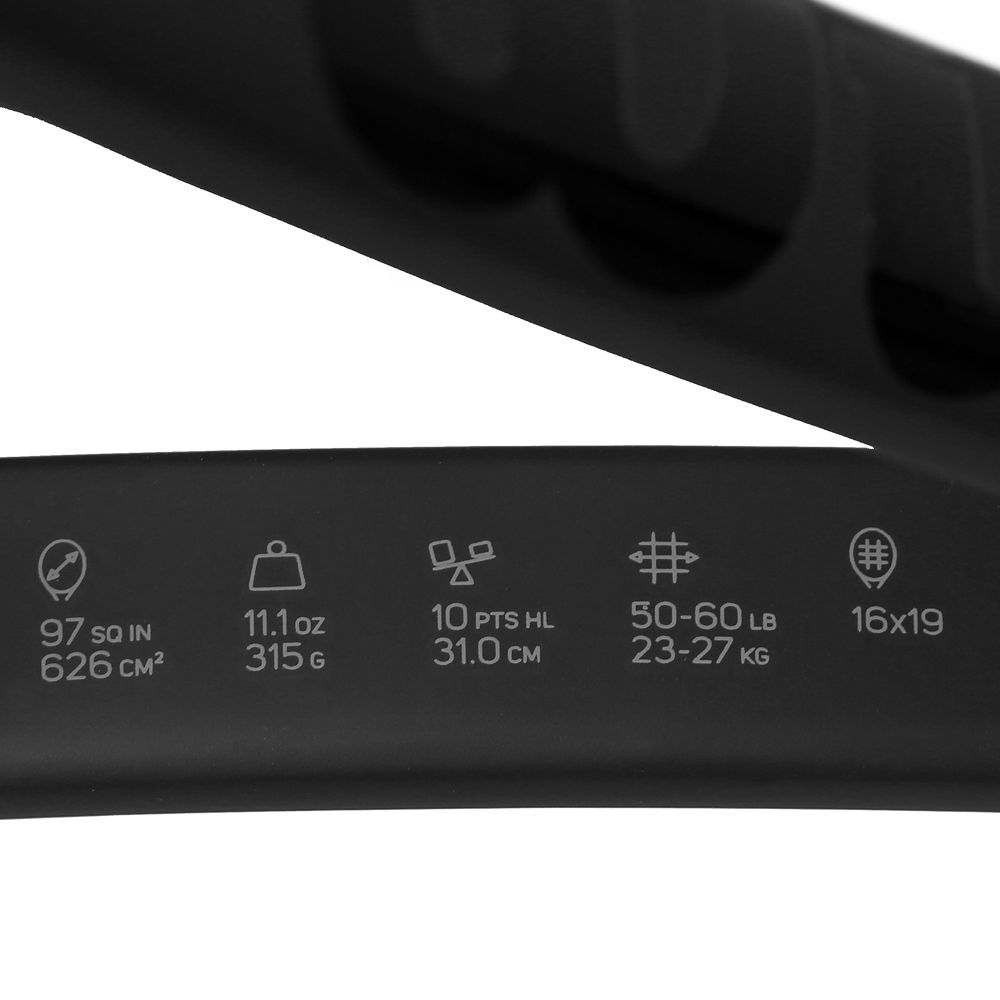 97 SQ IN
626 CM²
11.1 OZ
315 G
10 PTS HL
31.0 CM
50-60 LB
23-27 KG
16x19